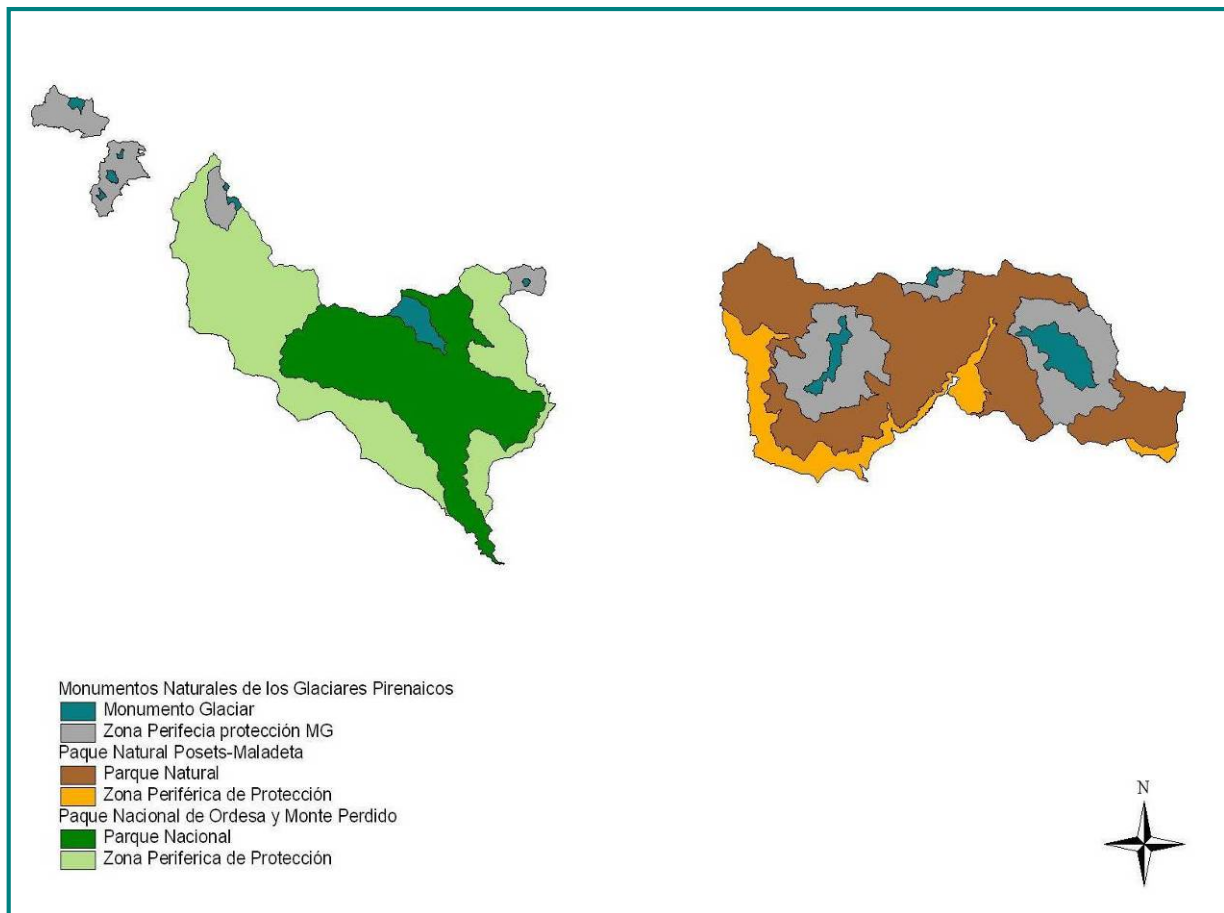 Monumentos Naturales de los Glaciares Pirenaicos
Monumento Glaciar
Zona Perifecia protección MG
Paque Natural Posets-Maladeta
Parque Natural
Zona Periférica de Protección
Paque Nacional de Ordesa y Monte Perdido
Parque Nacional
Zona Periferica de Protección
N